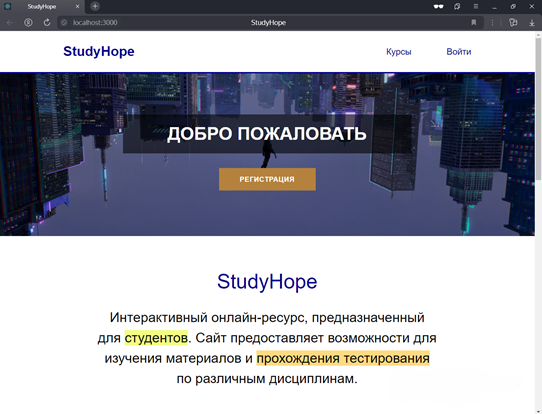 StudyHope
localhost:3000
StudyHope
StudyHope
Курсы
Войти
ДОБРО ПОЖАЛОВАТЬ
РЕГИСТРАЦИЯ
StudyHope
Интерактивный онлайн-ресурс, предназначенный
для студентов. Сайт предоставляет возможности для
изучения материалов и прохождения тестирования
по различным дисциплинам.